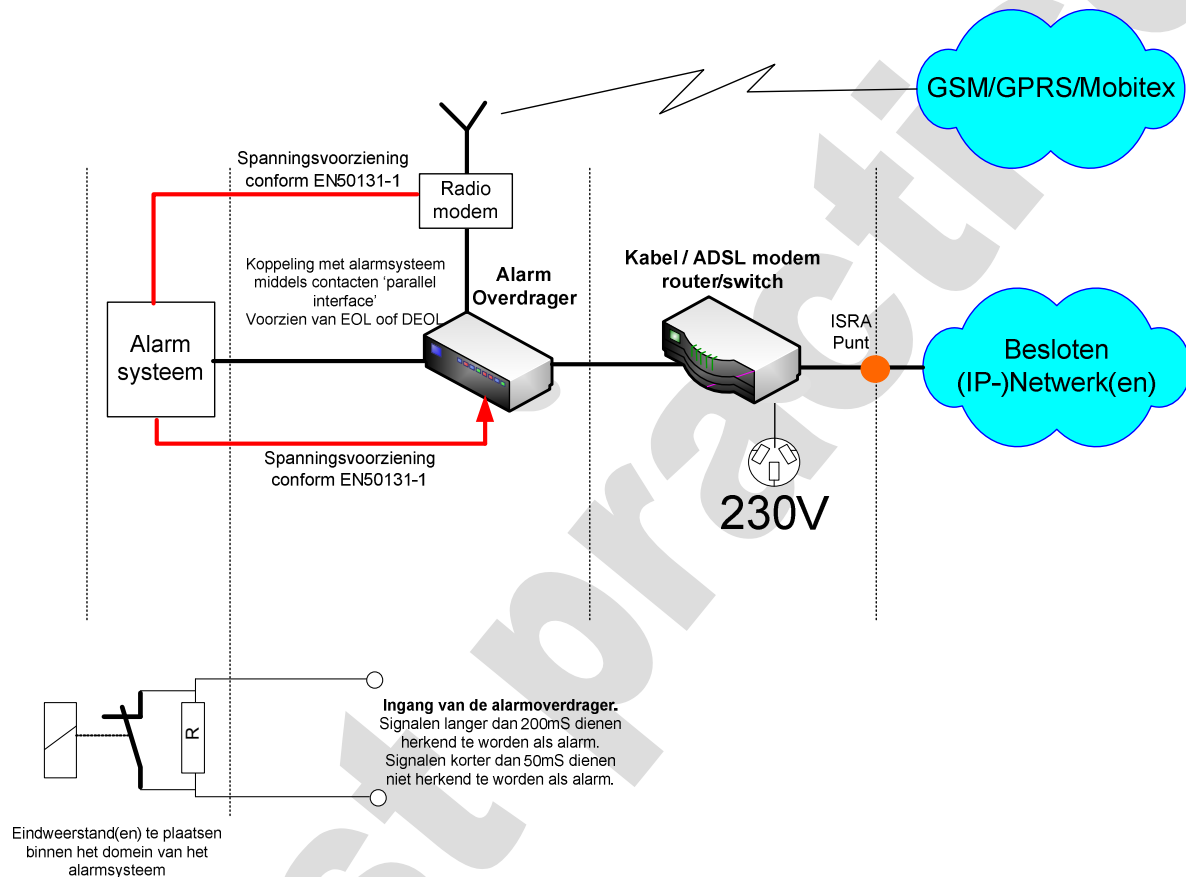 GSM/GPRS/Mobitex
Spanningsvoorziening
conform EN50131-1
Radio
modem
Koppeling met alarmsysteem
middels contacten ‘parallel
interface’
Voorzien van EOL oof DEOL
Alarm
Overdrager
Kabel / ADSL modem
router/switch
ISRA
Punt
Alarm
systeem
Besloten
(IP-)Netwerk(en)
Spanningsvoorziening
conform EN50131-1
230V
R
Ingang van de alarmoverdrager.
Signalen langer dan 200mS dienen
herkend te worden als alarm.
Signalen korter dan 50mS dienen
niet herkend te worden als alarm.
Eindweerstand(en) te plaatsen
binnen het domein van het
alarmsysteem
st practi